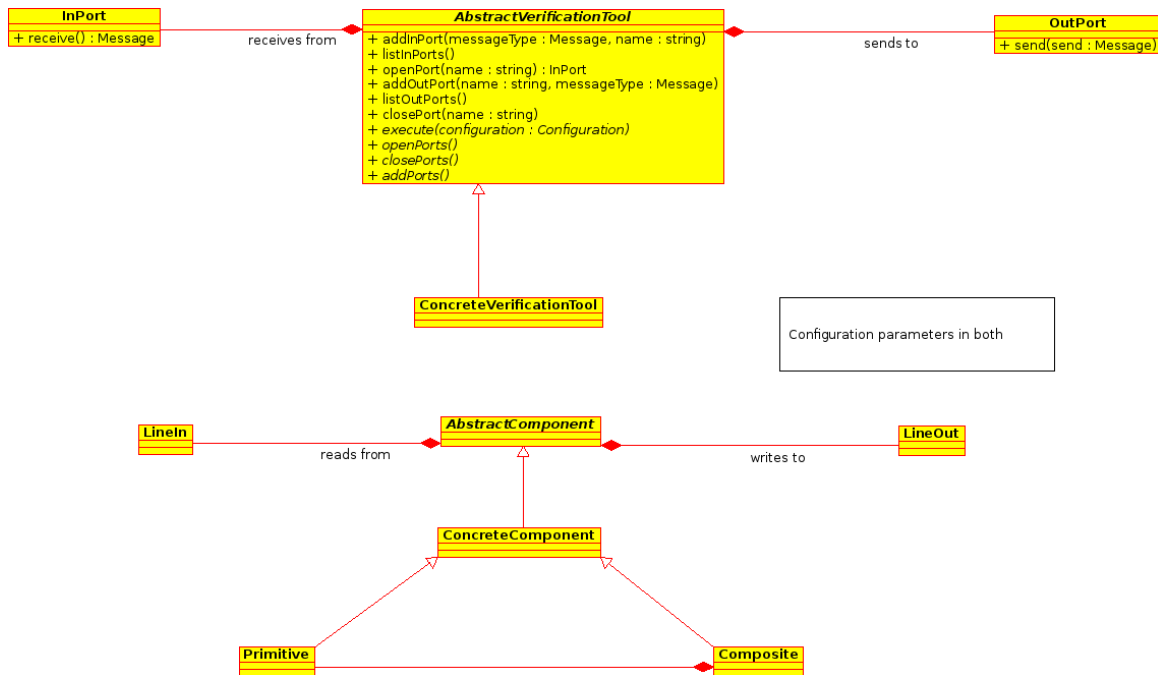 InPort
+ receive() : Message
receives from
AbstractVerificationTool
+ addInPort(messageType : Message, name : string)
+ listInPorts()
+ openPort(name : string) : InPort
+ addOutPort(name : string, messageType : Message)
+ listOutPorts()
+ closePort(name : string)
+ execute(configuration : Configuration)
+ openPorts()
+ closePorts()
+ addPorts()
sends to
OutPort
+ send(send : Message)
ConcreteVerificationTool
Configuration parameters in both
LineIn
reads from
AbstractComponent
writes to
LineOut
ConcreteComponent
Primitive
Composite